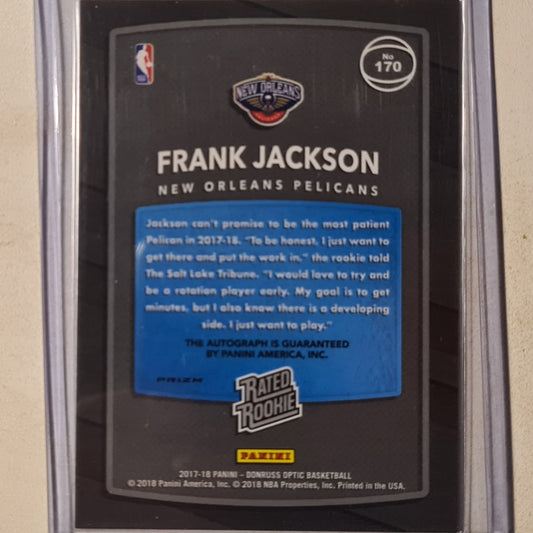 No
170
NEW ORLEANS
FRANK JACKSON
NEW ORLEANS PELICANS
Jackson can't promise to be the most patient
Pelican in 2017-18. "To be honest, I just want to
get there and put the work in," the rookie told
The Salt Lake Tribune. "I would love to try and
be a rotation player early. My goal is to get
minutes, but I also know there is a developing
side. I just want to play."
THE AUTOGRAPH IS GUARANTEED
BY PANINI AMERICA, INC.
PRIZM
RATED
ROOKIE
PANINI
2017-18 PANINI – DONRUSS OPTIC BASKETBALL
© 2018 Panini America, Inc. © 2018 NBA Properties, Inc. Printed in the USA.